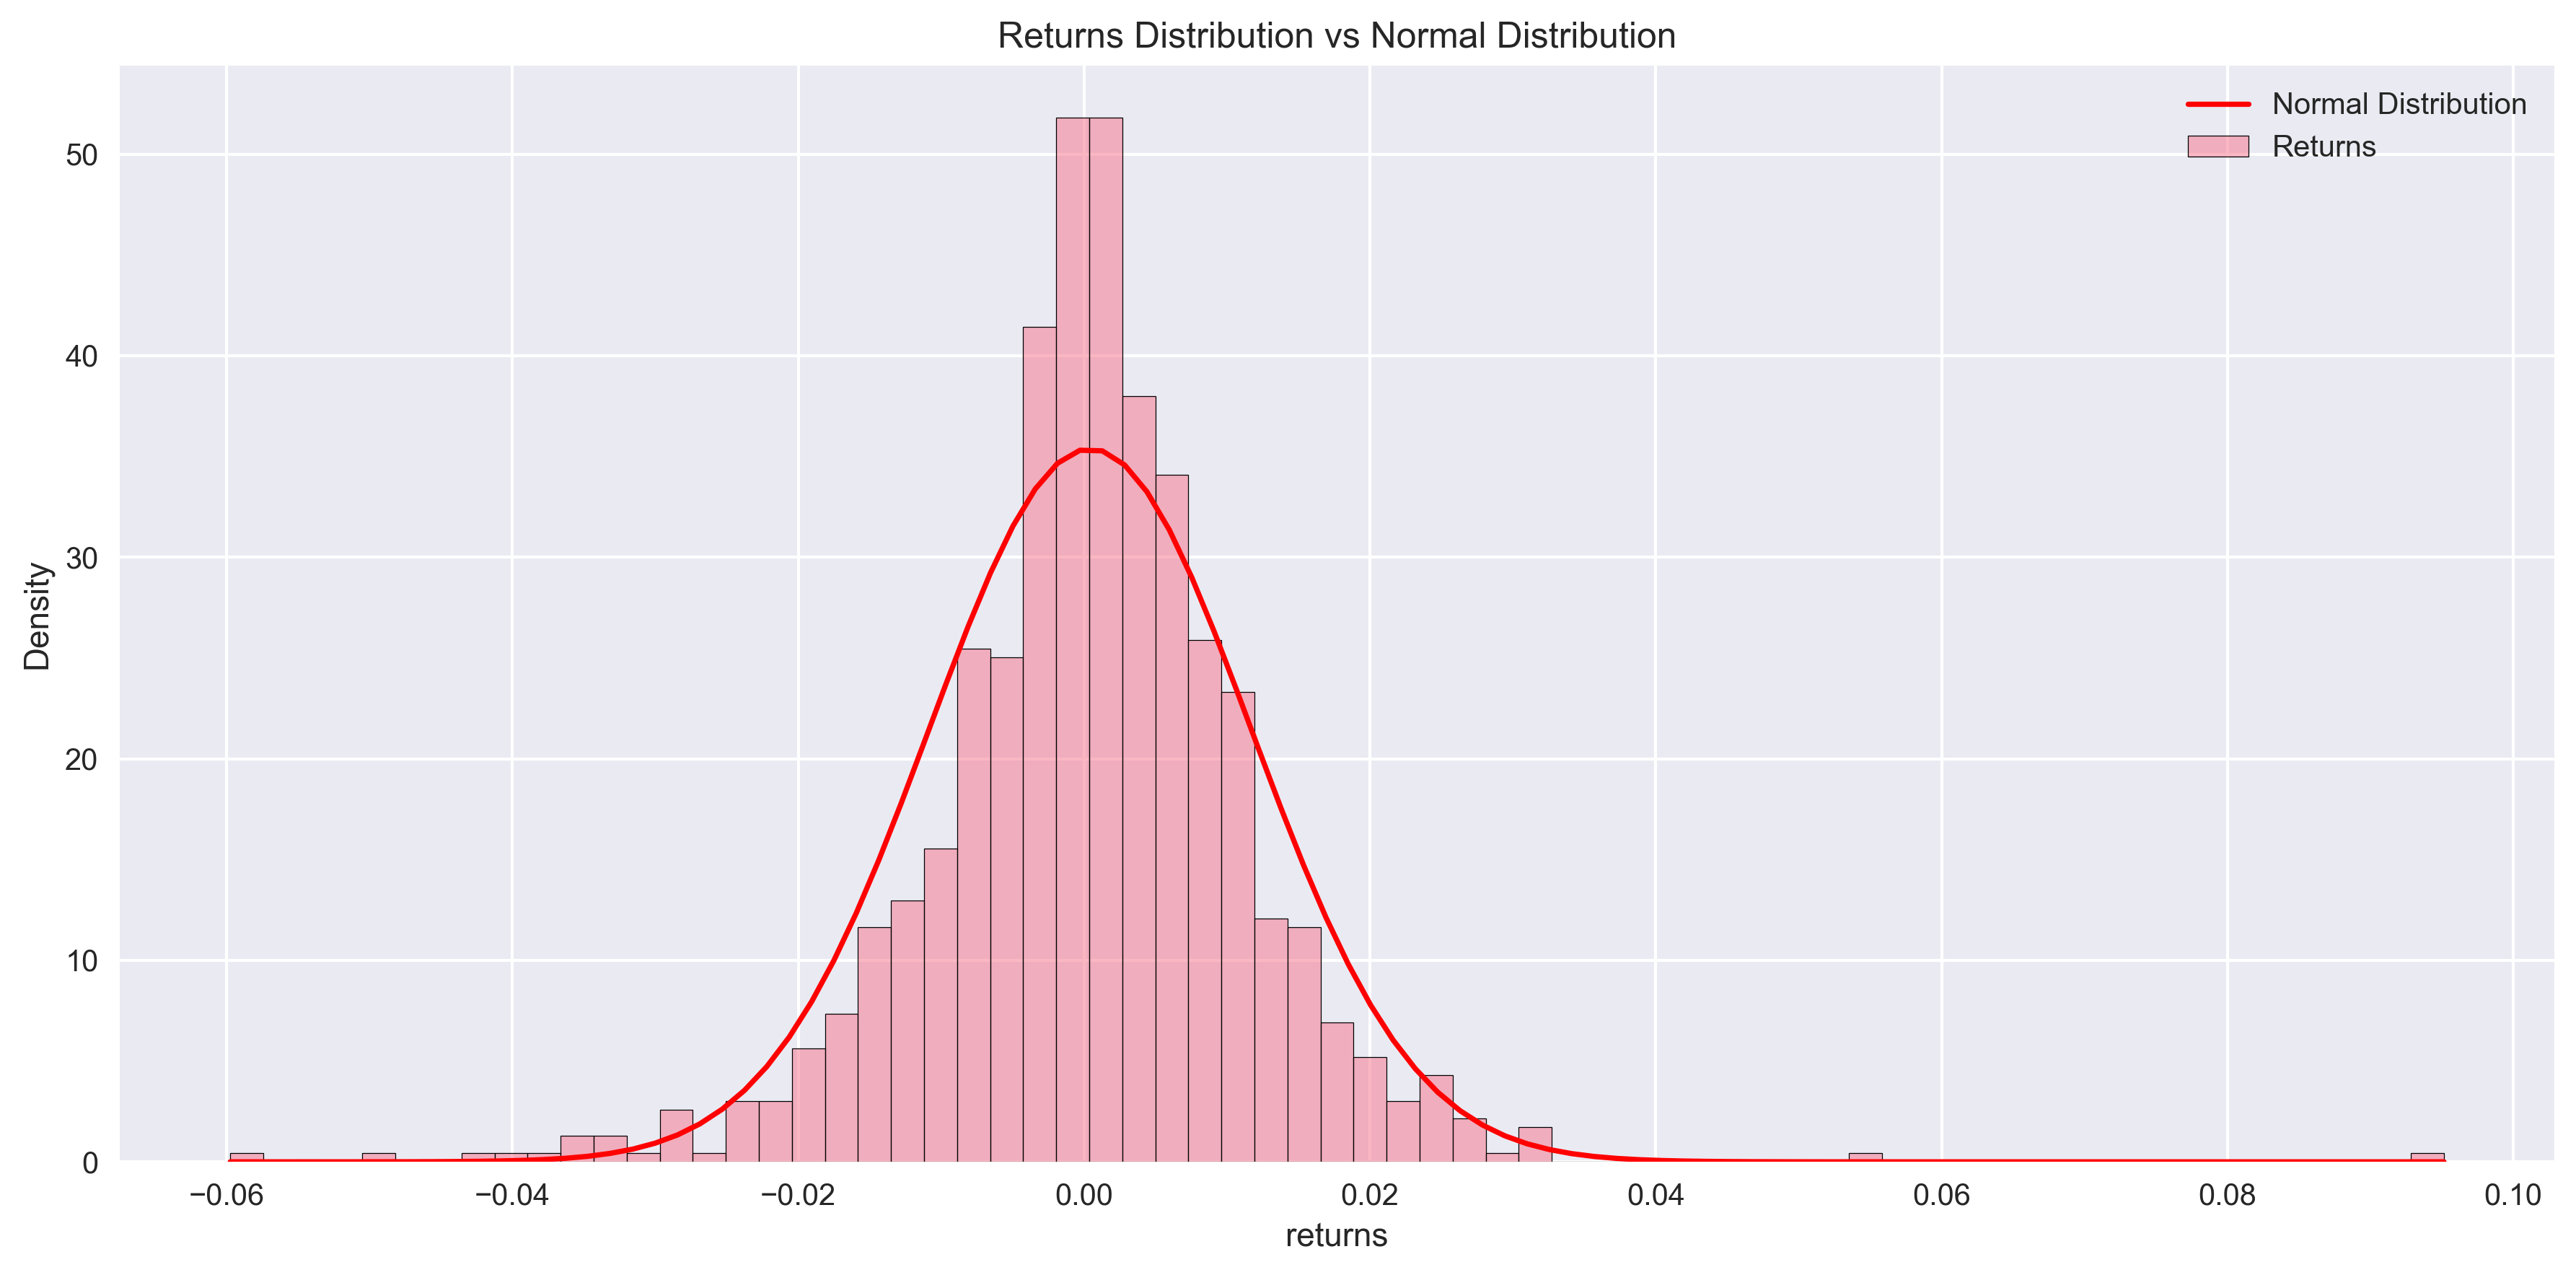 Returns Distribution vs Normal Distribution
Normal Distribution
Returns
Density
50
40
30
20
10
0
−0.06 −0.04 −0.02 0.00 0.02 0.04 0.06 0.08 0.10
returns